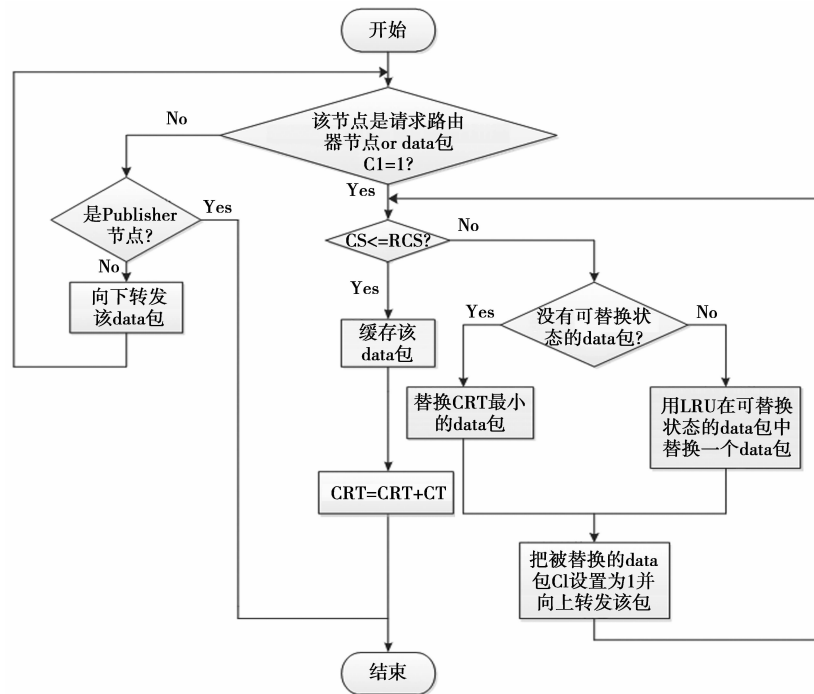 开始
该节点是请求路由
器节点or data包
C1=1?
No
Yes
是Publisher
节点?
Yes
No
向下转发
该data包
CS<=RCS?
No
Yes
缓存该
data包
没有可替换状
态的data包?
Yes
No
替换CRT最小
的data包
用LRU在可替换
状态的data包中
替换一个data包
CRT=CRT+CT
把被替换的data
包Cl设置为1并
向上转发该包
结束